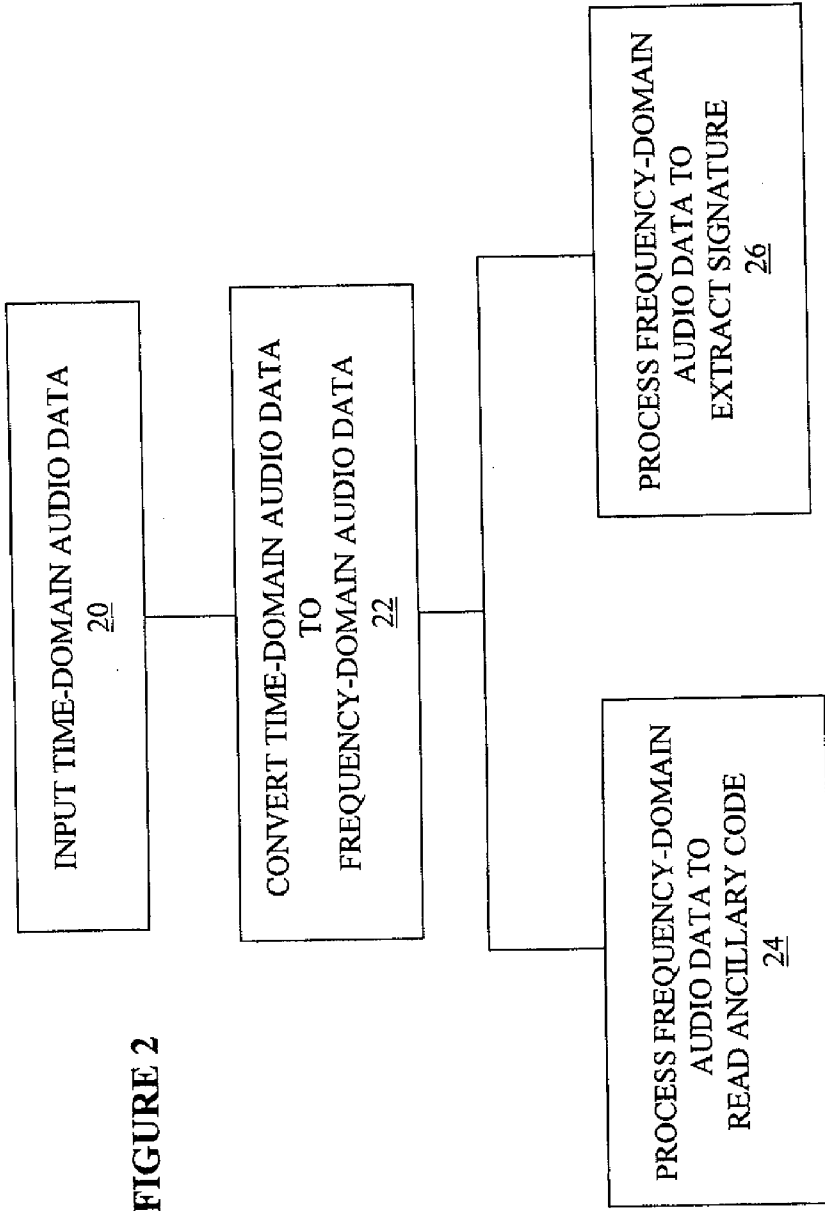 FIGURE 2
INPUT TIME-DOMAIN AUDIO DATA
20
CONVERT TIME-DOMAIN AUDIO DATA
TO
FREQUENCY-DOMAIN AUDIO DATA
22
PROCESS FREQUENCY-DOMAIN
AUDIO DATA TO
READ ANCILLARY CODE
24
PROCESS FREQUENCY-DOMAIN
AUDIO DATA TO
EXTRACT SIGNATURE
26